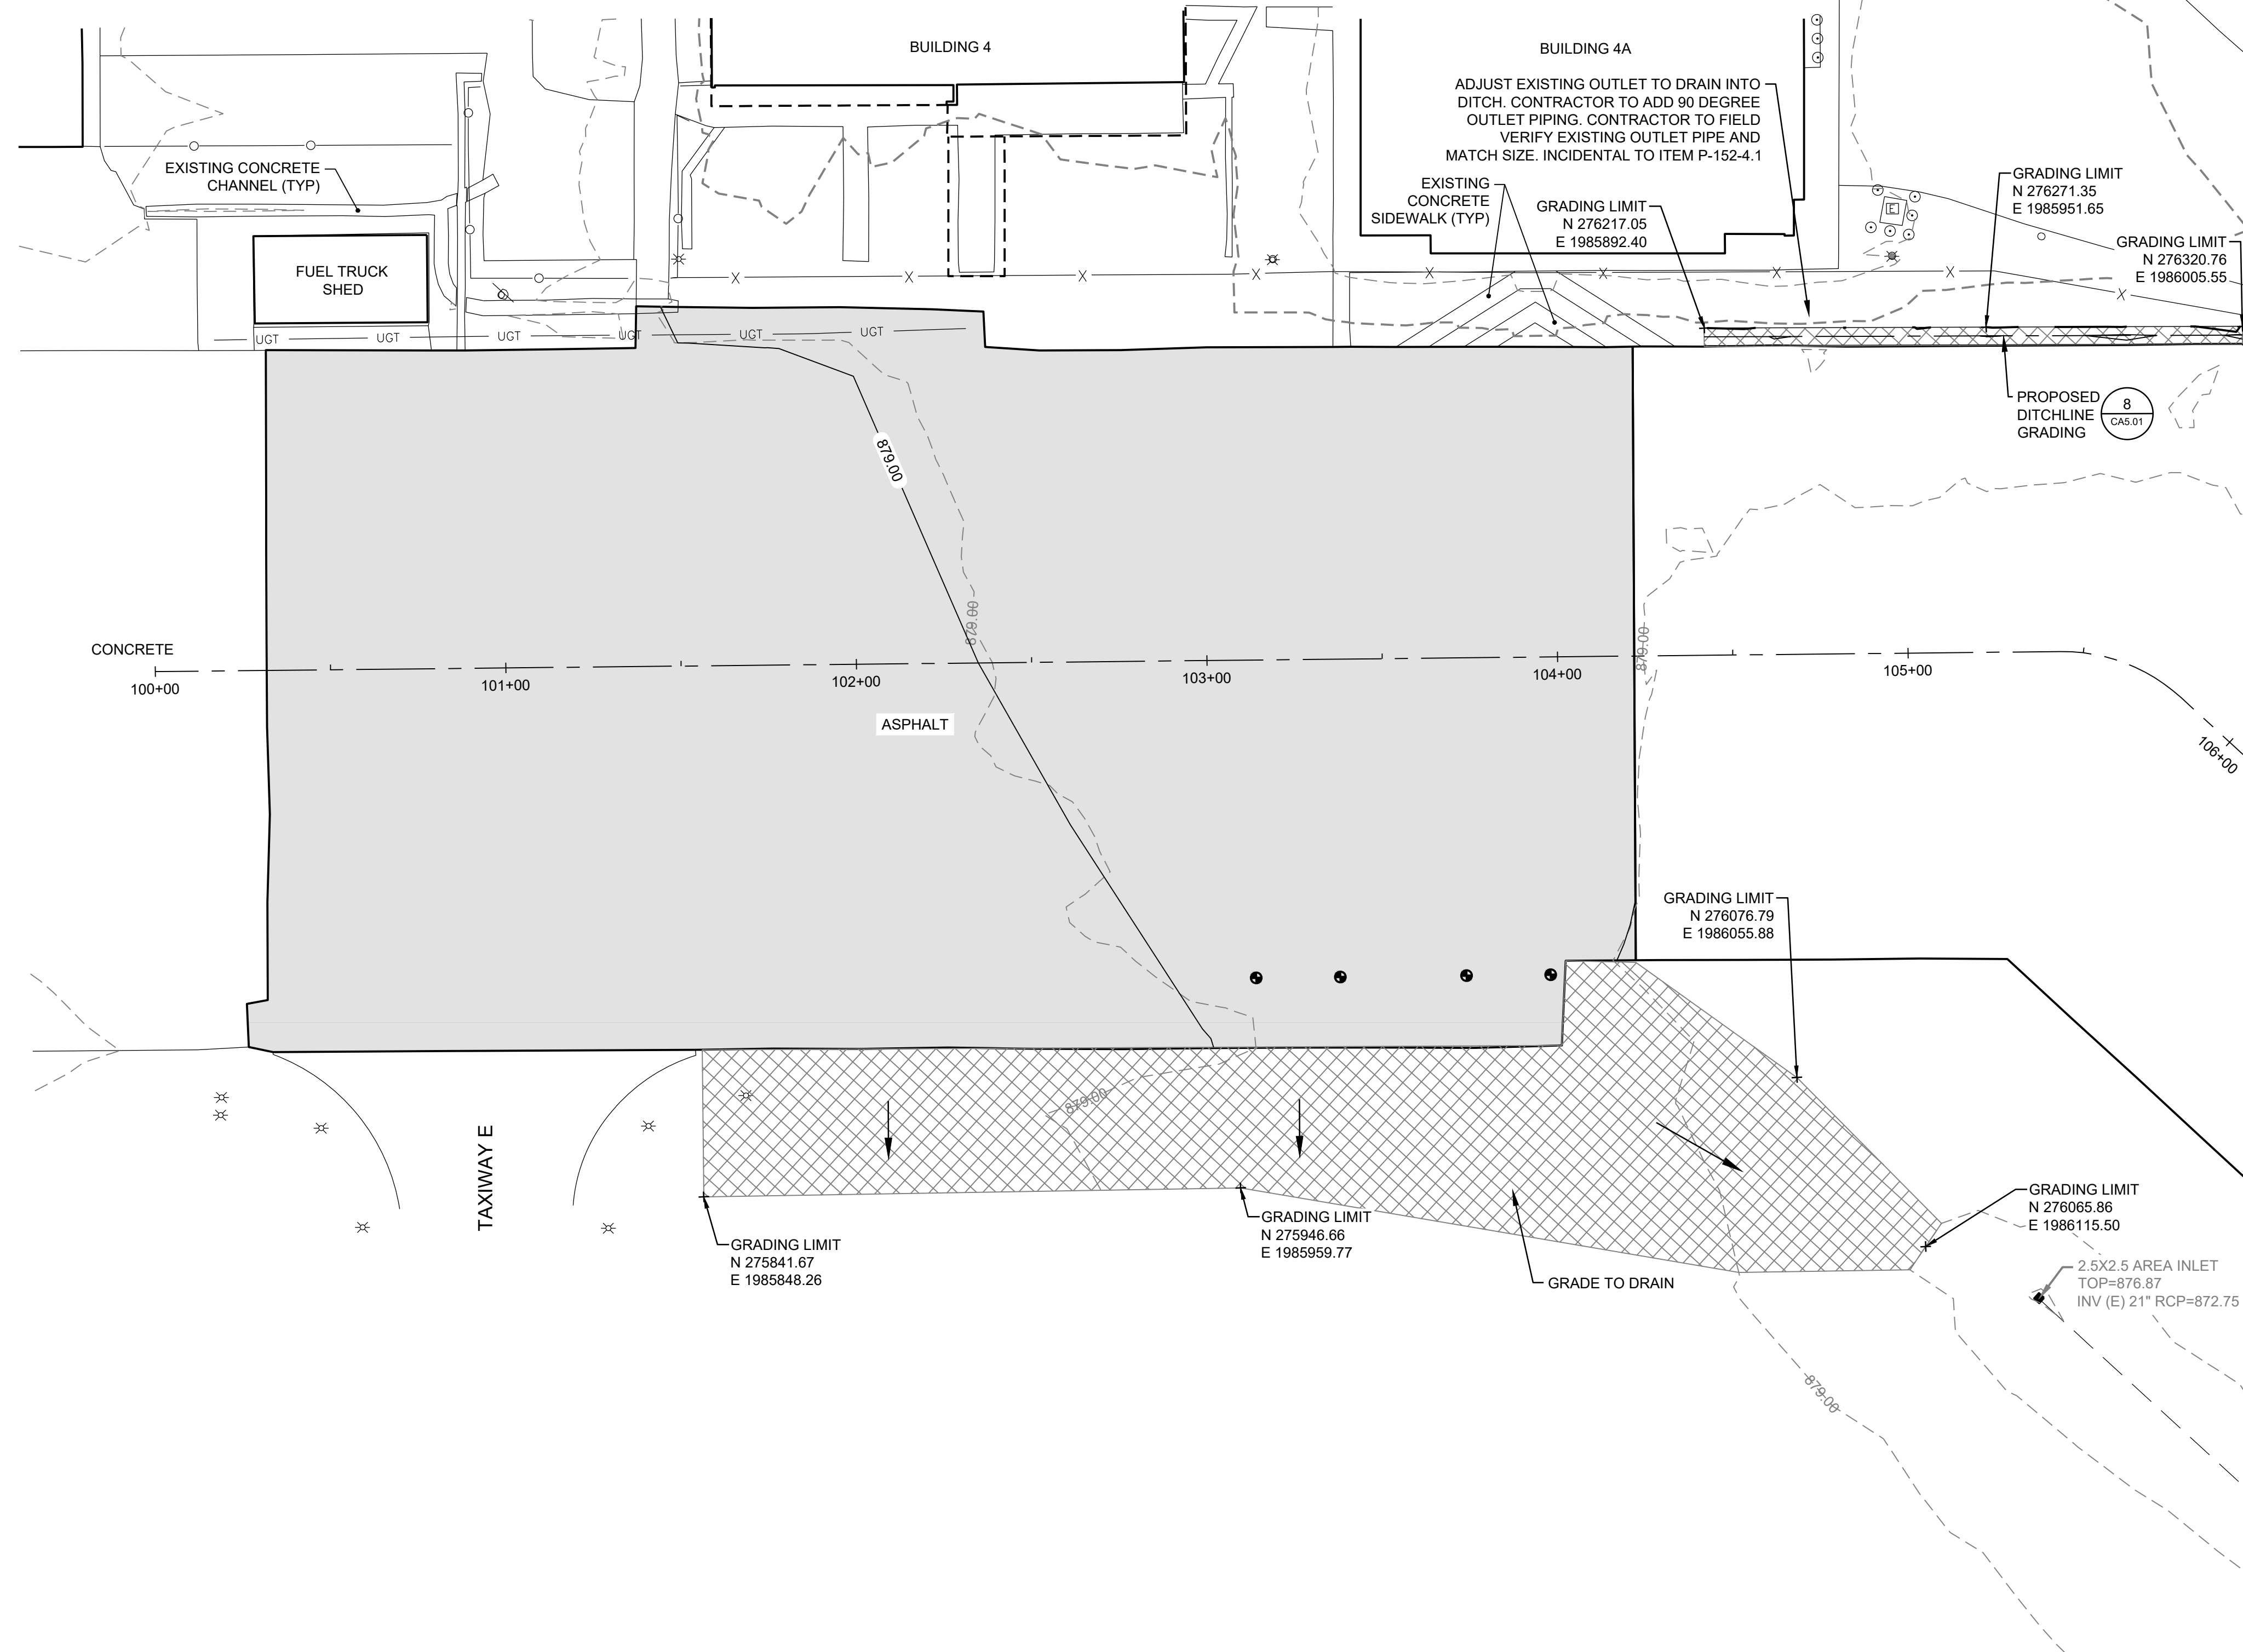 BUILDING 4
BUILDING 4A
ADJUST EXISTING OUTLET TO DRAIN INTO
DITCH. CONTRACTOR TO ADD 90 DEGREE
OUTLET PIPING. CONTRACTOR TO FIELD
VERIFY EXISTING OUTLET PIPE AND
MATCH SIZE. INCIDENTAL TO ITEM P-152-4.1
EXISTING CONCRETE
CHANNEL (TYP)
EXISTING
CONCRETE
SIDEWALK (TYP)
GRADING LIMIT
N 276217.05
E 1985892.40
GRADING LIMIT
N 276271.35
E 1985951.65
E
GRADING LIMIT
N 276320.76
E 1986005.55
FUEL TRUCK
SHED
X X X X X X X X X
UGT UGT UGT UGT UGT UGT
PROPOSED
DITCHLINE
GRADING
8
CA5.01
879.00
879.00
879.00
CONCRETE
100+00
101+00
102+00
103+00
104+00
105+00
106+00
ASPHALT
GRADING LIMIT
N 276076.79
E 1986055.88
879.00
TAXIWAY E
GRADING LIMIT
N 275841.67
E 1985848.26
GRADING LIMIT
N 275946.66
E 1985959.77
GRADE TO DRAIN
GRADING LIMIT
N 276065.86
E 1986115.50
2.5X2.5 AREA INLET
TOP=876.87
INV (E) 21" RCP=872.75
879.00